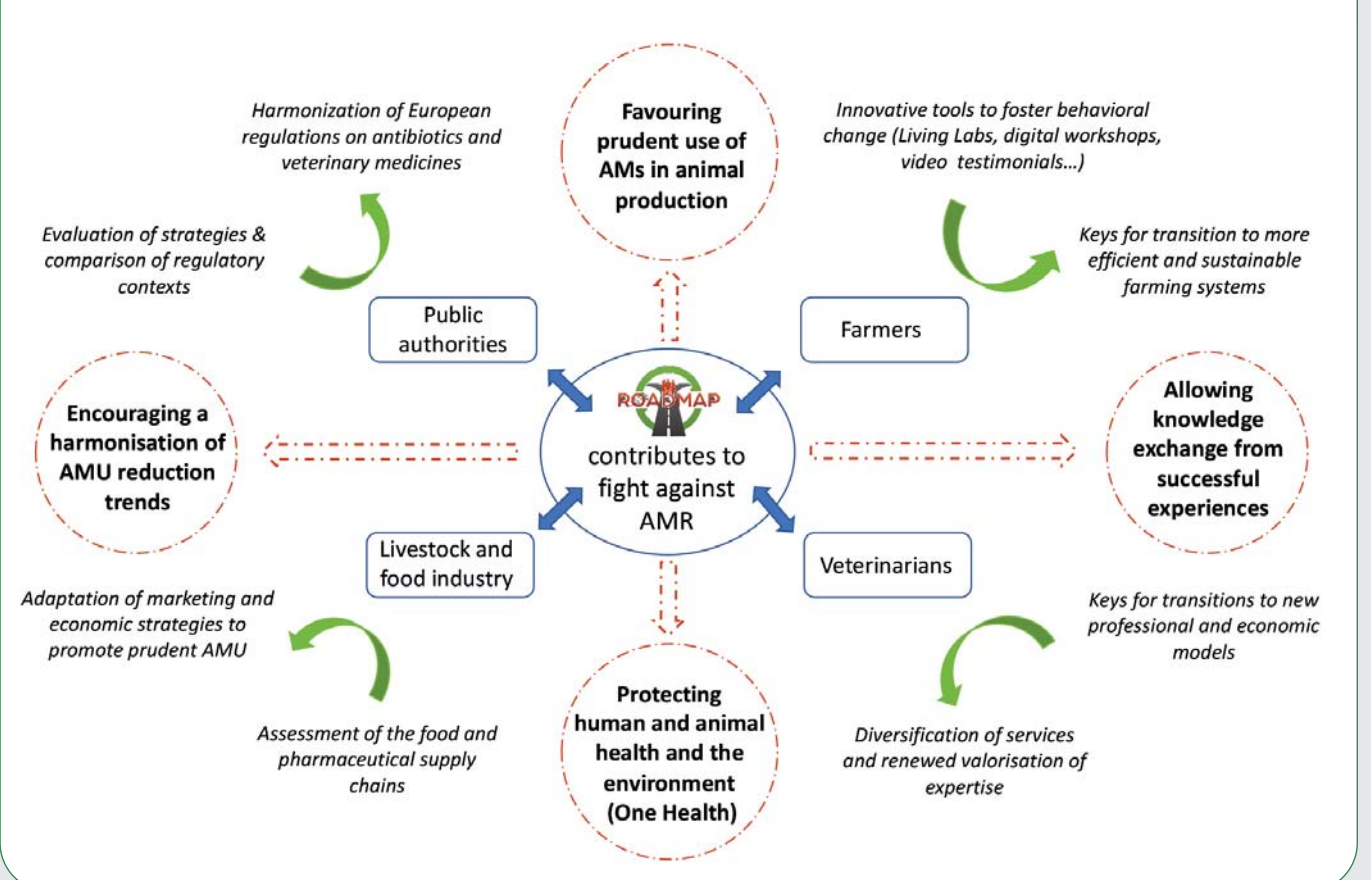 Harmonization of European
regulations on antibiotics and
veterinary medicines
Favouring
prudent use of
AMs in animal
production
Innovative tools to foster behavioral
change (Living Labs, digital workshops,
video testimonials...)
Evaluation of strategies &
comparison of regulatory
contexts
Keys for transition to more
efficient and sustainable
farming systems
Public
authorities
Farmers
Encouraging a
harmonisation of
AMU reduction
trends
ROADMAP
contributes to
fight against
AMR
Allowing
knowledge
exchange from
successful
experiences
Livestock and
food industry
Veterinarians
Adaptation of marketing and
economic strategies to
promote prudent AMU
Keys for transitions to new
professional and economic
models
Assessment of the food and
pharmaceutical supply
chains
Protecting
human and animal
health and the
environment
(One Health)
Diversification of services
and renewed valorisation of
expertise